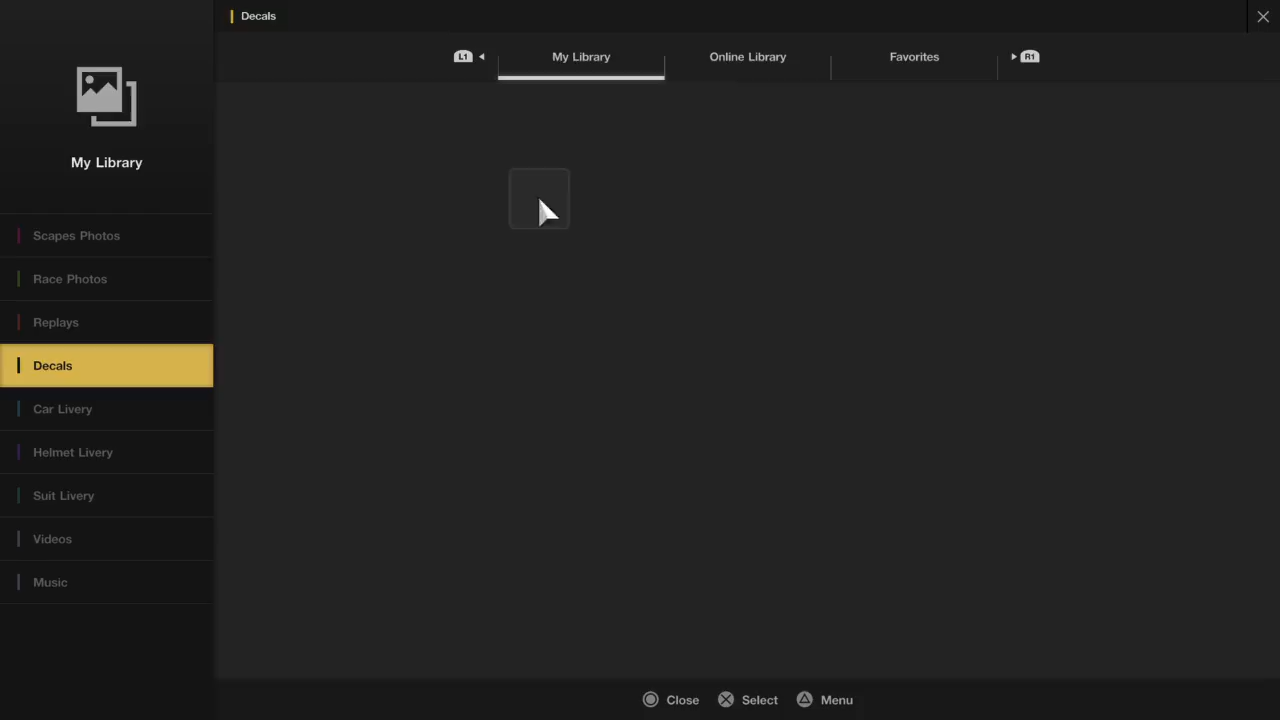 Decals
L1
My Library
Online Library
Favorites
R1
My Library
Scapes Photos
Race Photos
Replays
Decals
Car Livery
Helmet Livery
Suit Livery
Videos
Music
Close
Select
Menu